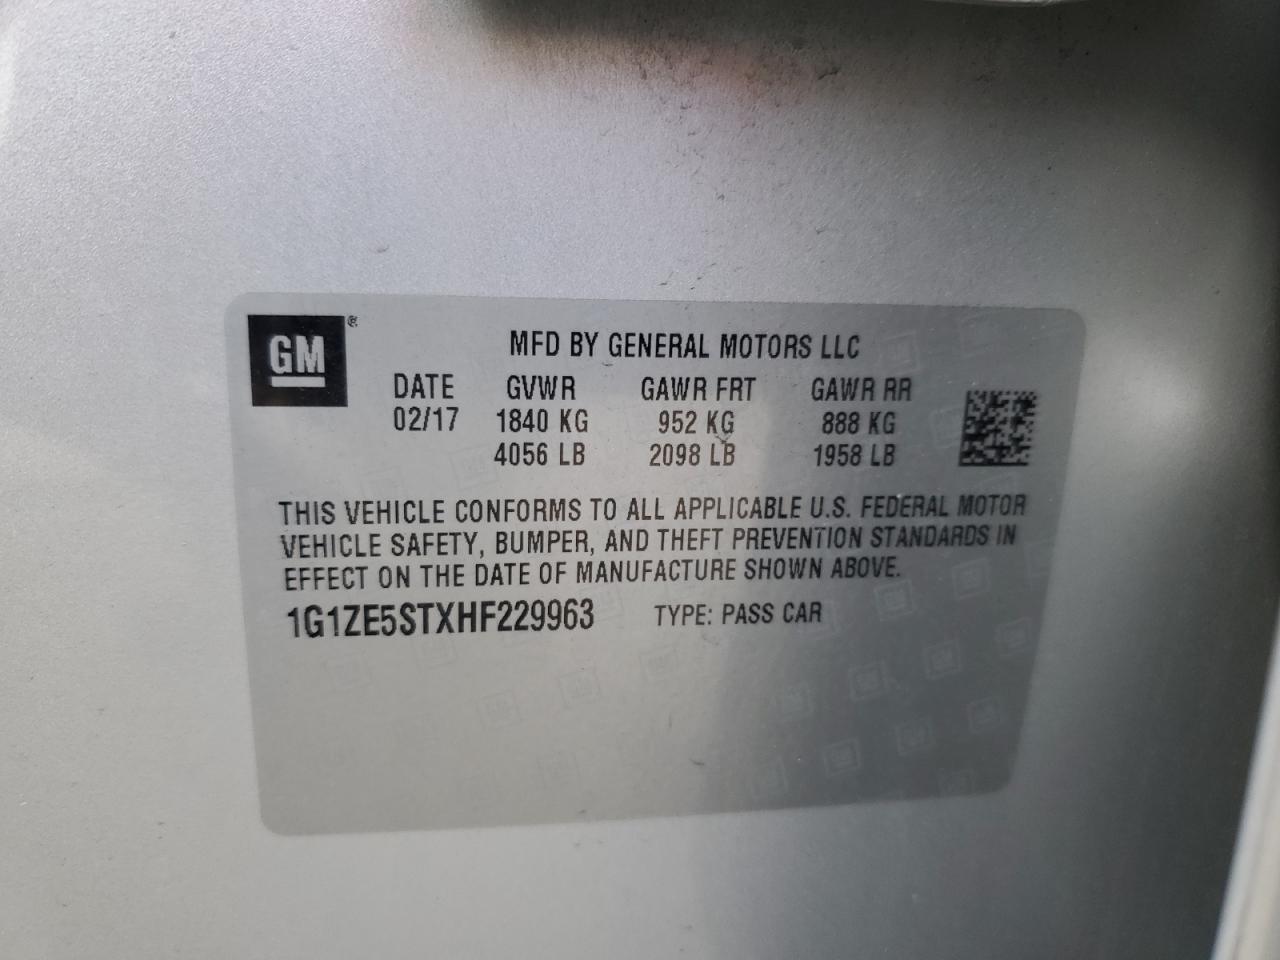 GM®
MFD BY GENERAL MOTORS LLC
DATE GVWR GAWR FRT GAWR RR
02/17 1840 KG 952 KG 888 KG
4056 LB 2098 LB 1958 LB
THIS VEHICLE CONFORMS TO ALL APPLICABLE U.S. FEDERAL MOTOR
VEHICLE SAFETY, BUMPER, AND THEFT PREVENTION STANDARDS IN
EFFECT ON THE DATE OF MANUFACTURE SHOWN ABOVE.
1G1ZE5STXHF229963 TYPE: PASS CAR